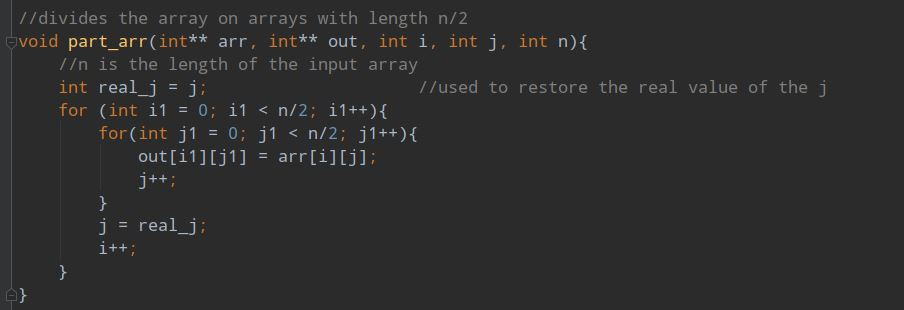 //divides the array on arrays with length n/2
void part_arr(int** arr, int** out, int i, int j, int n){
    //n is the length of the input array
    int real_j = j;                     //used to restore the real value of the j
    for (int i1 = 0; i1 < n/2; i1++){
        for(int j1 = 0; j1 < n/2; j1++){
            out[i1][j1] = arr[i][j];
            j++;
        }
        j = real_j;
        i++;
    }
}